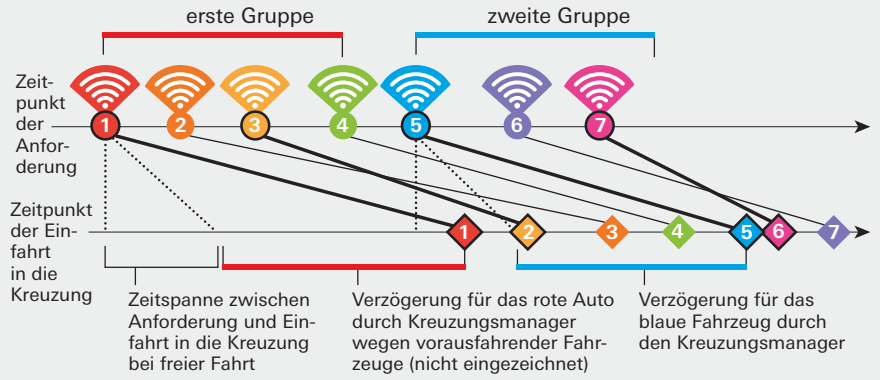 erste Gruppe
zweite Gruppe
Zeit-
punkt
der
Anfor-
derung
1 2 3 4 5 6 7
Zeitpunkt
der Ein-
fahrt
in die
Kreuzung
1 2 3 4 5 6 7
Zeitspanne zwischen
Anforderung und Ein-
fahrt in die Kreuzung
bei freier Fahrt
Verzögerung für das rote Auto
durch Kreuzungsmanager
wegen vorausfahrender Fahr-
zeuge (nicht eingezeichnet)
Verzögerung für das
blaue Fahrzeug durch
den Kreuzungsmanager